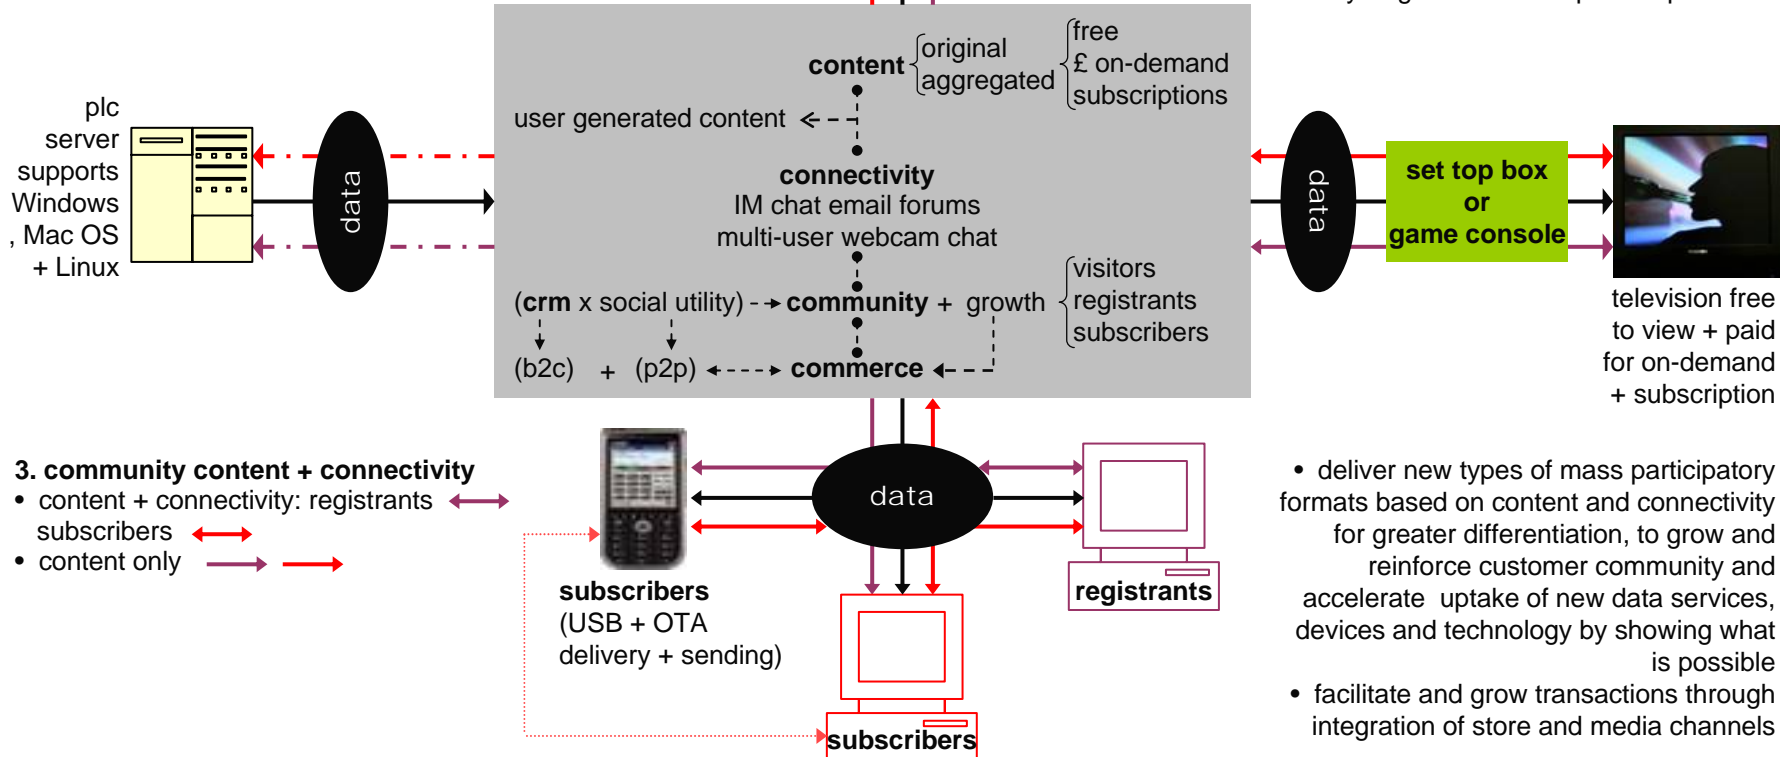 content
original
aggregated
free
£ on-demand
subscriptions
user generated content
connectivity
IM chat email forums
multi-user webcam chat
(crm x social utility)
community + growth
visitors
registrants
subscribers
(b2c) + (p2p)
commerce
plc
server
supports
Windows
, Mac OS
+ Linux
data
data
set top box
or
game console
television free
to view + paid
for on-demand
+ subscription
3. community content + connectivity
• content + connectivity: registrants
subscribers
• content only
data
subscribers
(USB + OTA
delivery + sending)
registrants
subscribers
• deliver new types of mass participatory
formats based on content and connectivity
for greater differentiation, to grow and
reinforce customer community and
accelerate uptake of new data services,
devices and technology by showing what
is possible
• facilitate and grow transactions through
integration of store and media channels